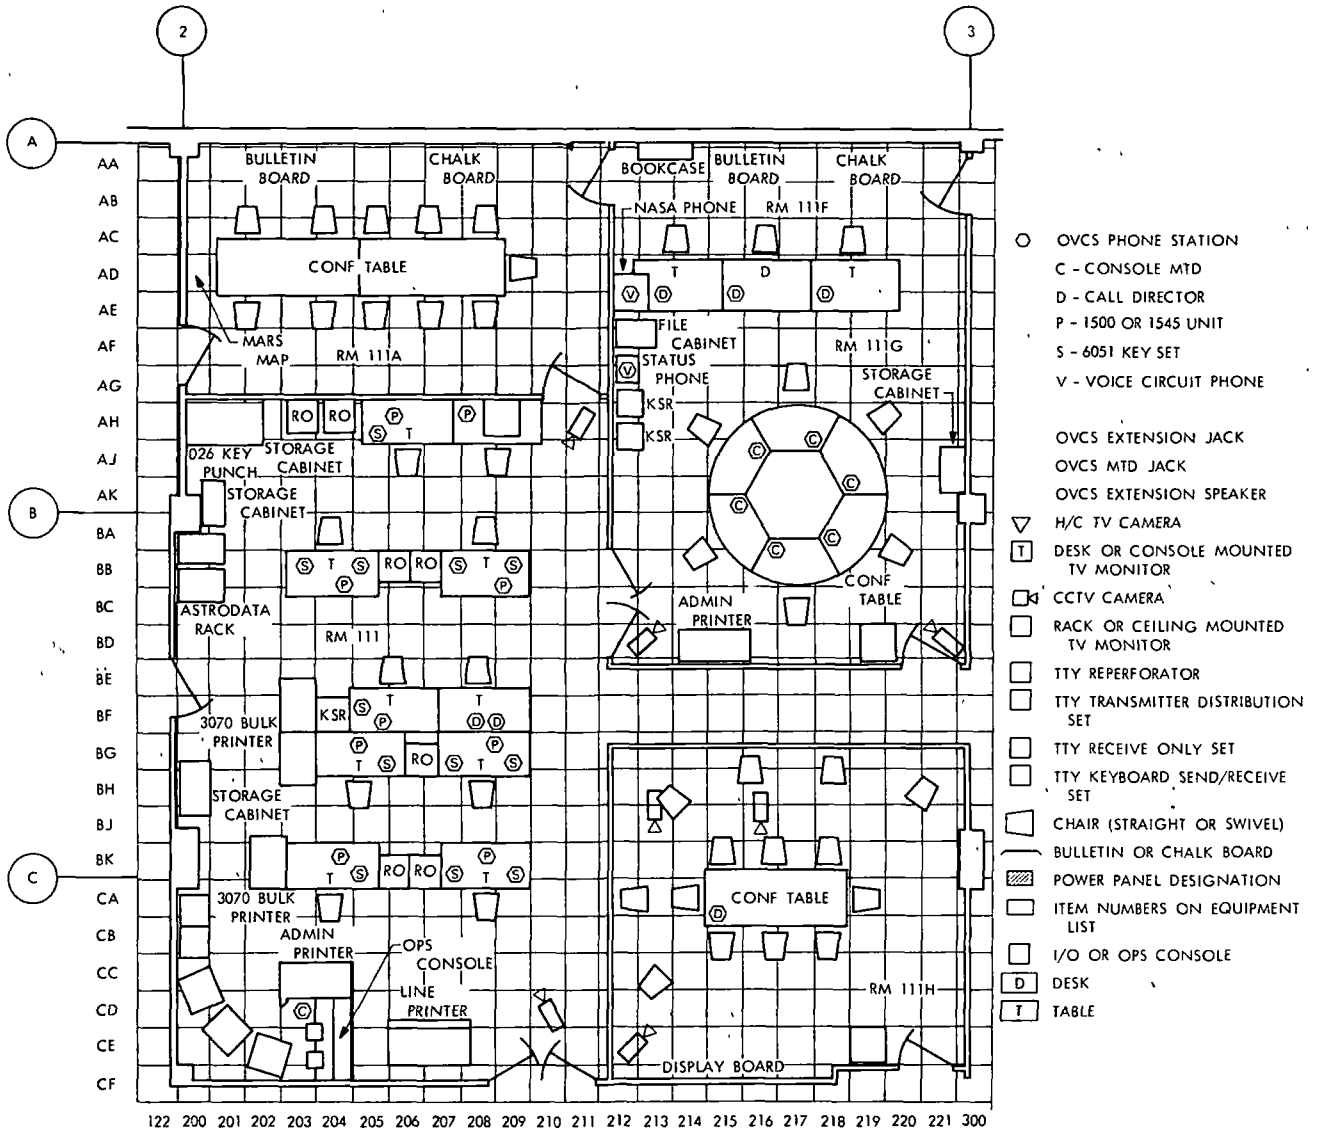 2
3
A
AA
BULLETIN
BOARD
CHALK
BOARD
BOOKCASE
BULLETIN
BOARD
CHALK
BOARD
AB
NASA PHONE
RM 111F
AC
AD
CONF TABLE
T
D
T
V
D
D
D
AE
AF
MARS
MAP
RM 111A
FILE
CABINET
RM 111G
STATUS
PHONE
V
STORAGE
CABINET
AG
KSR
KSR
AH
RO
RO
P
S
T
P
AJ
026 KEY
PUNCH
STORAGE
CABINET
C
C
C
C
C
C
AK
STORAGE
CABINET
B
BA
BB
S
T
S
P
RO
RO
S
T
S
P
CONF
TABLE
BC
ASTRODATA
RACK
ADMIN
PRINTER
BD
RM 111
BE
BF
3070 BULK
PRINTER
KSR
S
T
P
T
D
D
BG
P
T
S
RO
P
S
T
S
BH
STORAGE
CABINET
BJ
BK
P
T
S
RO
RO
P
S
T
S
C
CA
3070 BULK
PRINTER
CONF TABLE
D
CB
ADMIN
PRINTER
OPS
CONSOLE
CC
LINE
PRINTER
RM 111H
CD
C
CE
DISPLAY BOARD
CF
122 200 201 202 203 204 205 206 207 208 209 210 211 212 213 214 215 216 217 218 219 220 221 300
OVCS PHONE STATION
C - CONSOLE MTD
D - CALL DIRECTOR
P - 1500 OR 1545 UNIT
S - 6051 KEY SET
V - VOICE CIRCUIT PHONE
OVCS EXTENSION JACK
OVCS MTD JACK
OVCS EXTENSION SPEAKER
H/C TV CAMERA
T DESK OR CONSOLE MOUNTED
TV MONITOR
CCTV CAMERA
RACK OR CEILING MOUNTED
TV MONITOR
TTY REPERFORATOR
TTY TRANSMITTER DISTRIBUTION
SET
TTY RECEIVE ONLY SET
TTY KEYBOARD SEND/RECEIVE
SET
CHAIR (STRAIGHT OR SWIVEL)
BULLETIN OR CHALK BOARD
POWER PANEL DESIGNATION
ITEM NUMBERS ON EQUIPMENT
LIST
I/O OR OPS CONSOLE
D DESK
T TABLE